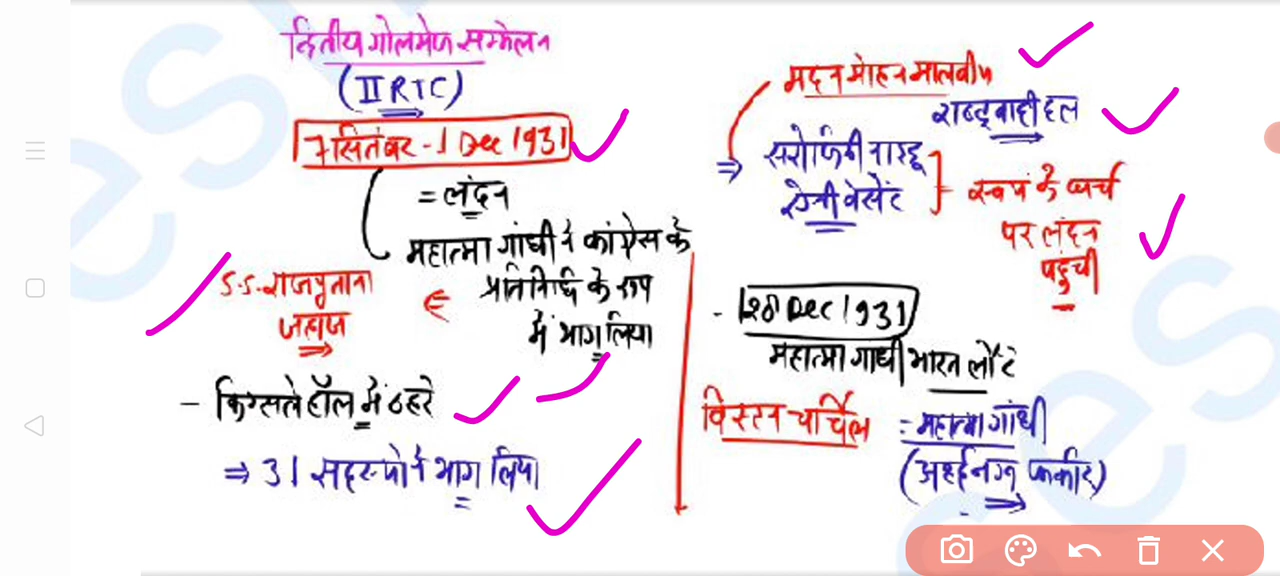 द्वितीय गोलमेज सम्मेलन
(II RTC)
7 सितंबर - 1 Dec 1931
= लंदन
महात्मा गांधी ने कांग्रेस के
प्रतिनिधि के रूप
में भाग लिया
S.S. राजपूताना
जहाज
- किंग्सले हॉल में ठहरे
⇒ 31 सदस्यो ने भाग लिया
मदन मोहन मालवीय
राष्ट्रवादी दल
⇒ सरोजिनी नायडू
ऐनी बेसेंट
स्वयं के खर्च
पर लंदन
पहुंची
- 28 Dec 1931
महात्मा गांधी भारत लौटे
विंस्टन चर्चिल = महात्मा गांधी
(अर्द्धनग्न फकीर)